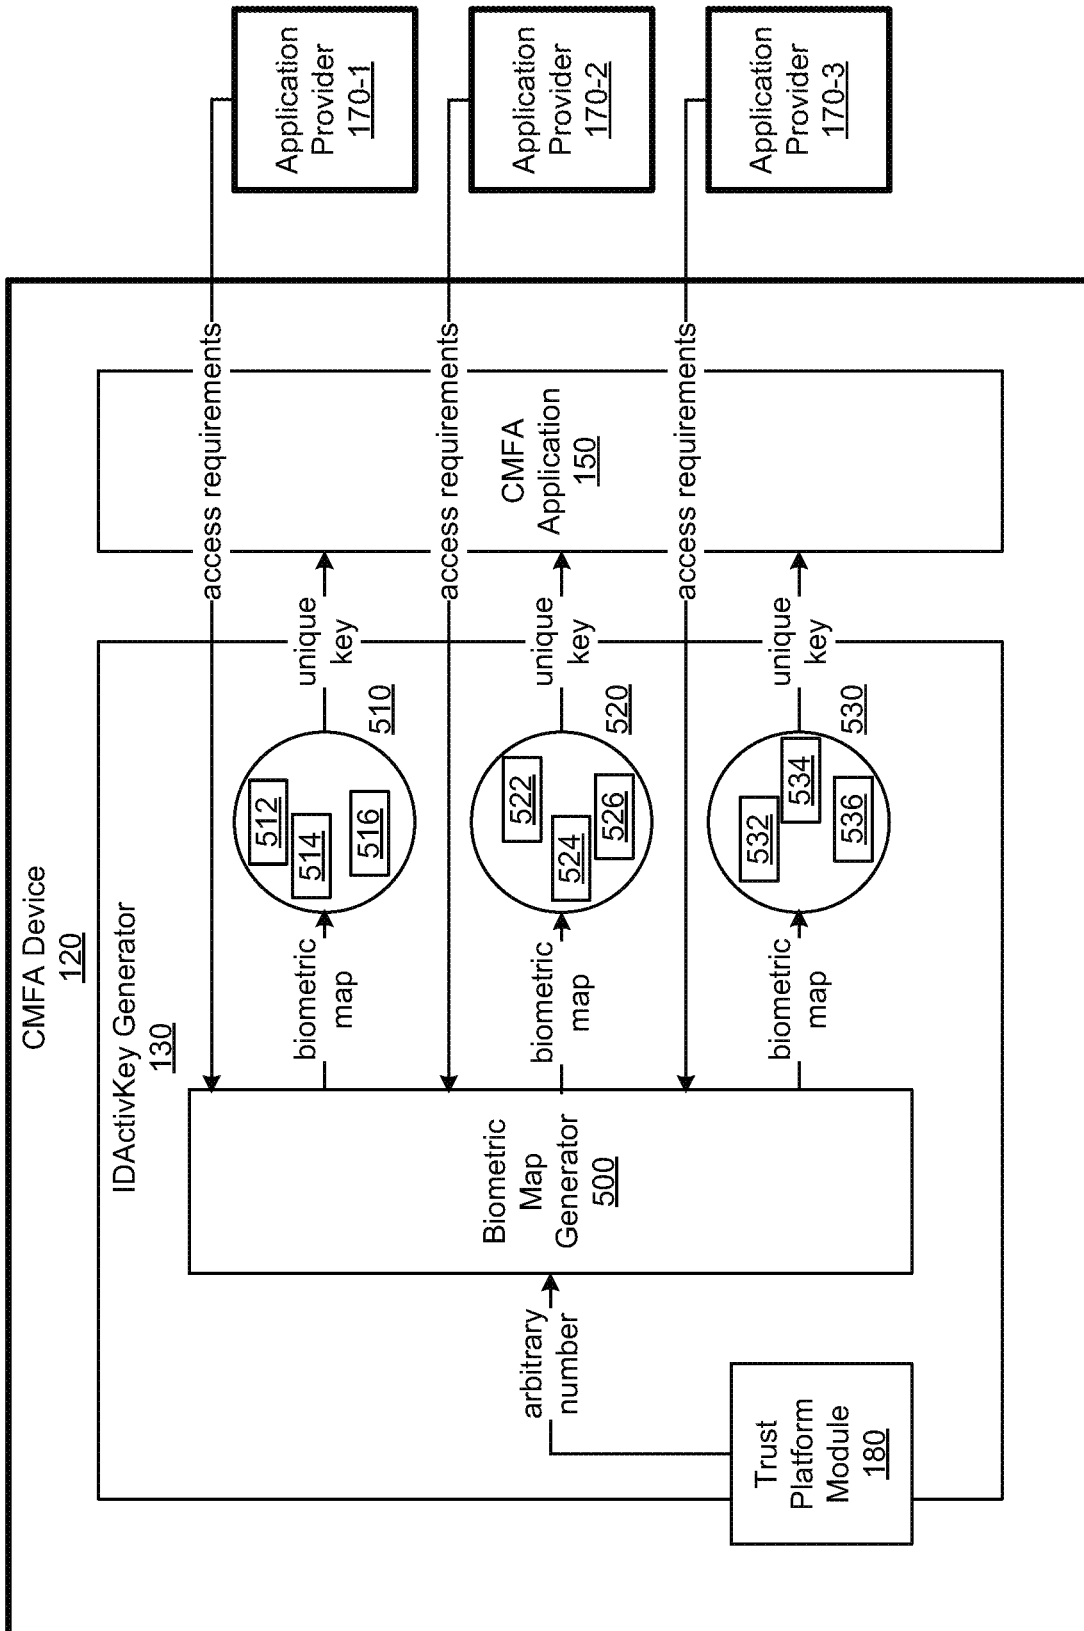 CMFA Device
120
IDActivKey Generator
130
Trust
Platform
Module
180
arbitrary
number
Biometric
Map
Generator
500
biometric
map
biometric
map
biometric
map
512
514
516
510
522
524
526
520
532
534
536
530
unique
key
unique
key
unique
key
access requirements
access requirements
access requirements
CMFA
Application
150
Application
Provider
170-1
Application
Provider
170-2
Application
Provider
170-3